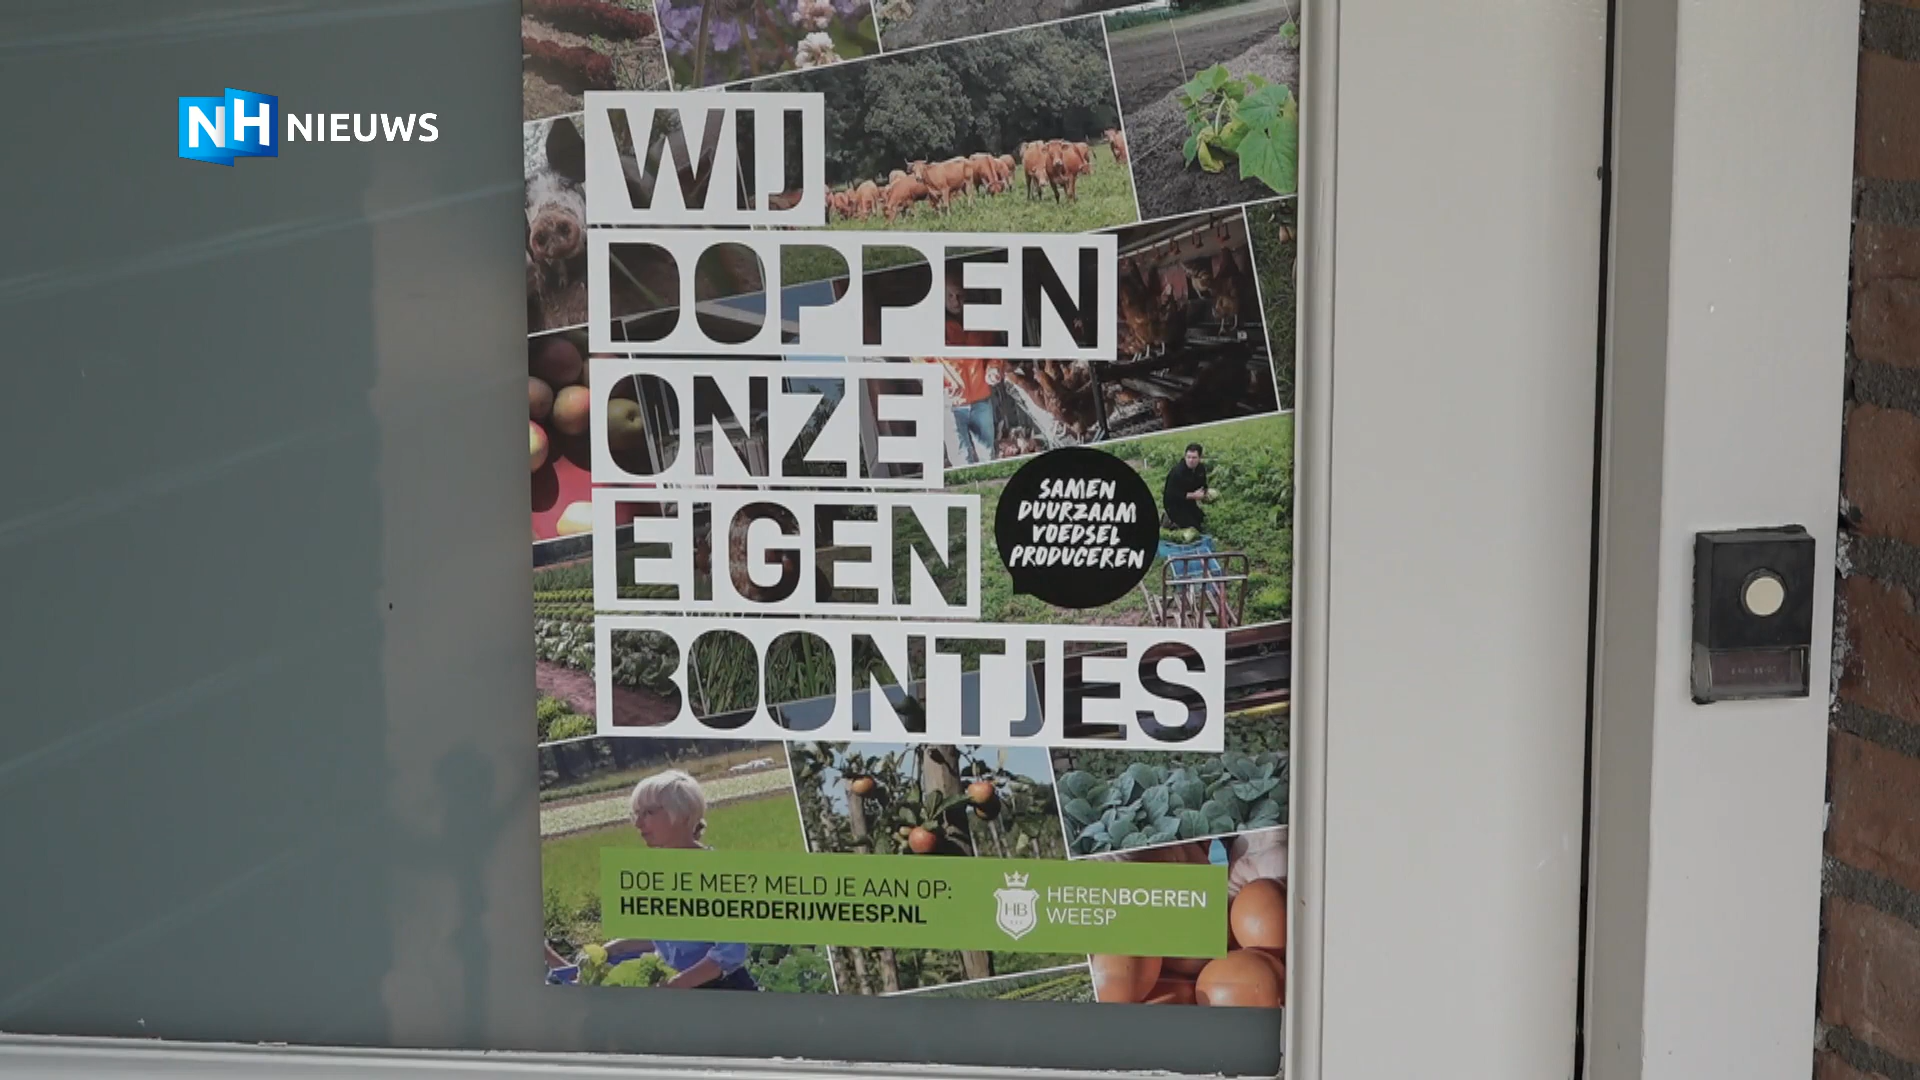 NH NIEUWS
WIJ
DOPPEN
ONZE
EIGEN
BOONTJES
SAMEN
DUURZAAM
VOEDSEL
PRODUCEREN
DOE JE MEE? MELD JE AAN OP:
HERENBOERDERIJWEESP.NL
HB
HERENBOEREN
WEESP